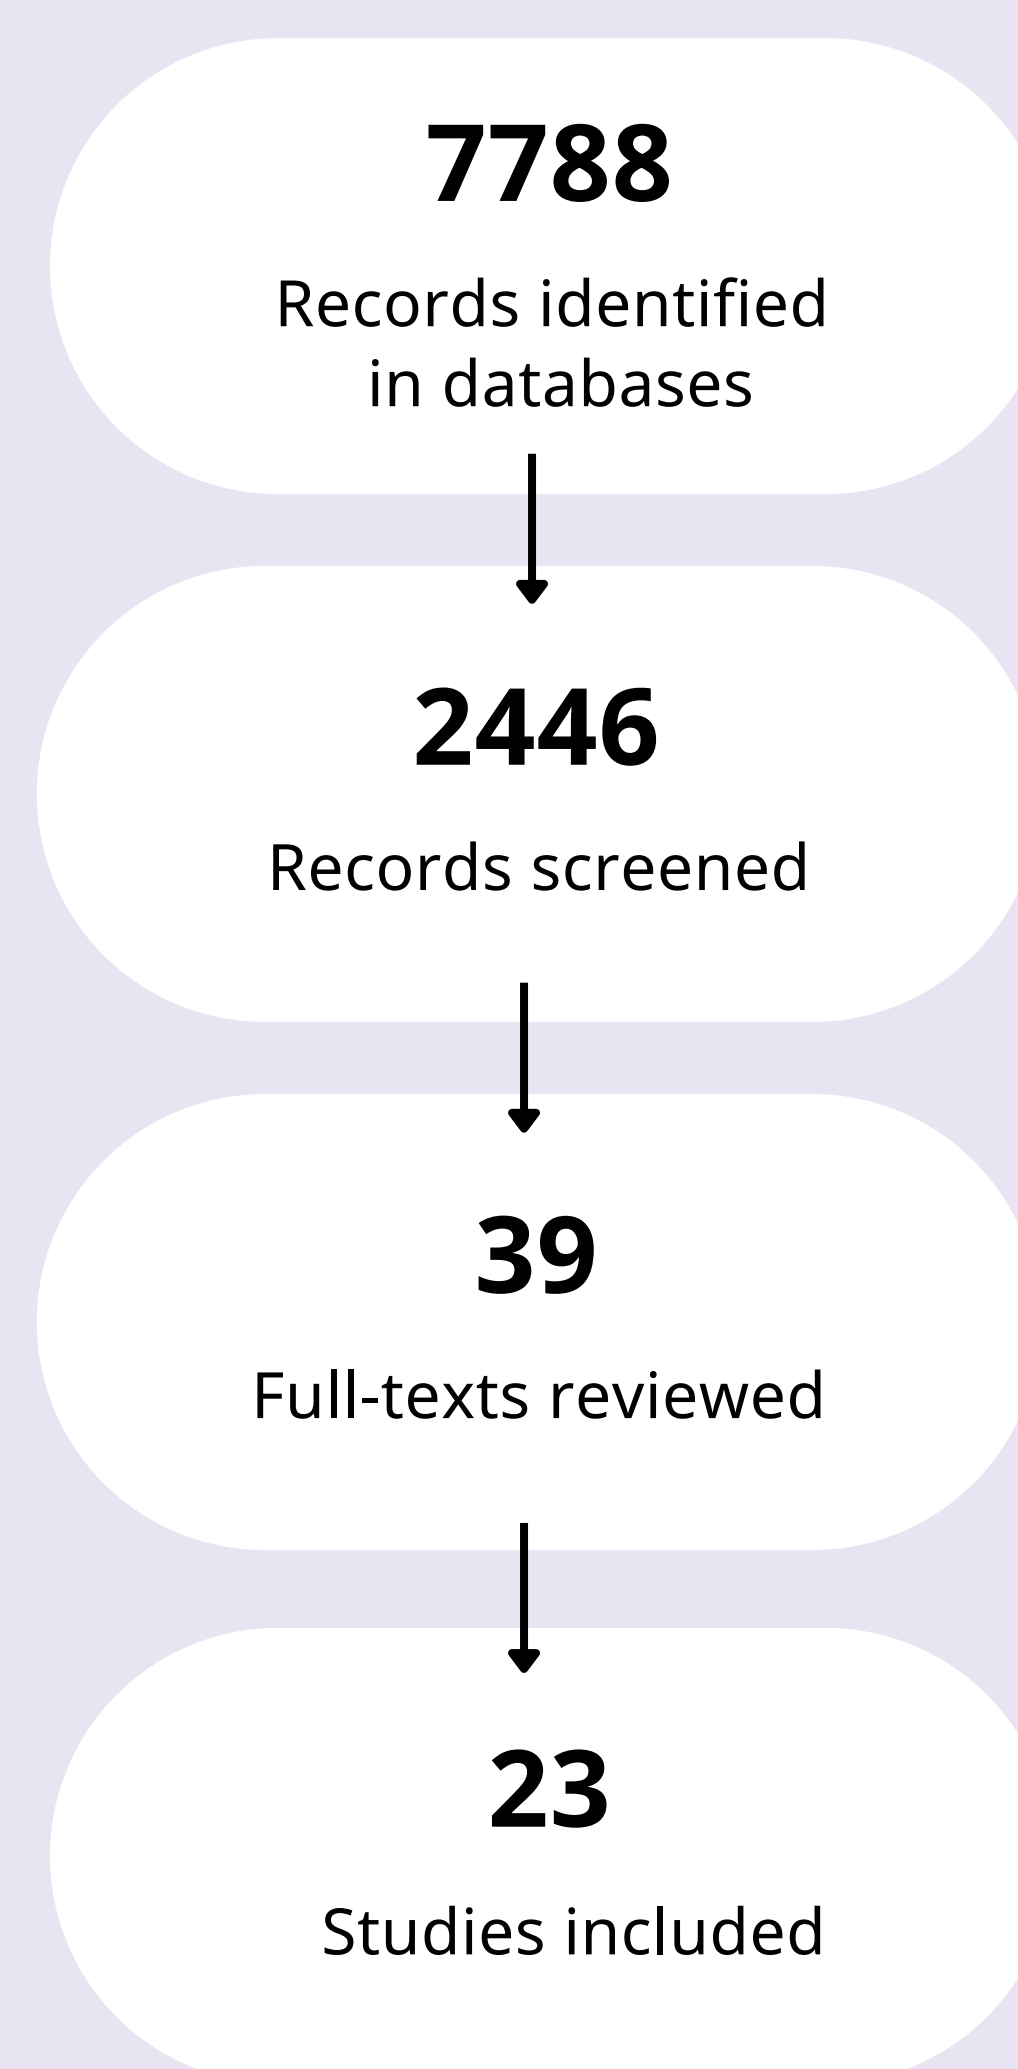 7788
Records identified
in databases
2446
Records screened
39
Full-texts reviewed
23
Studies included